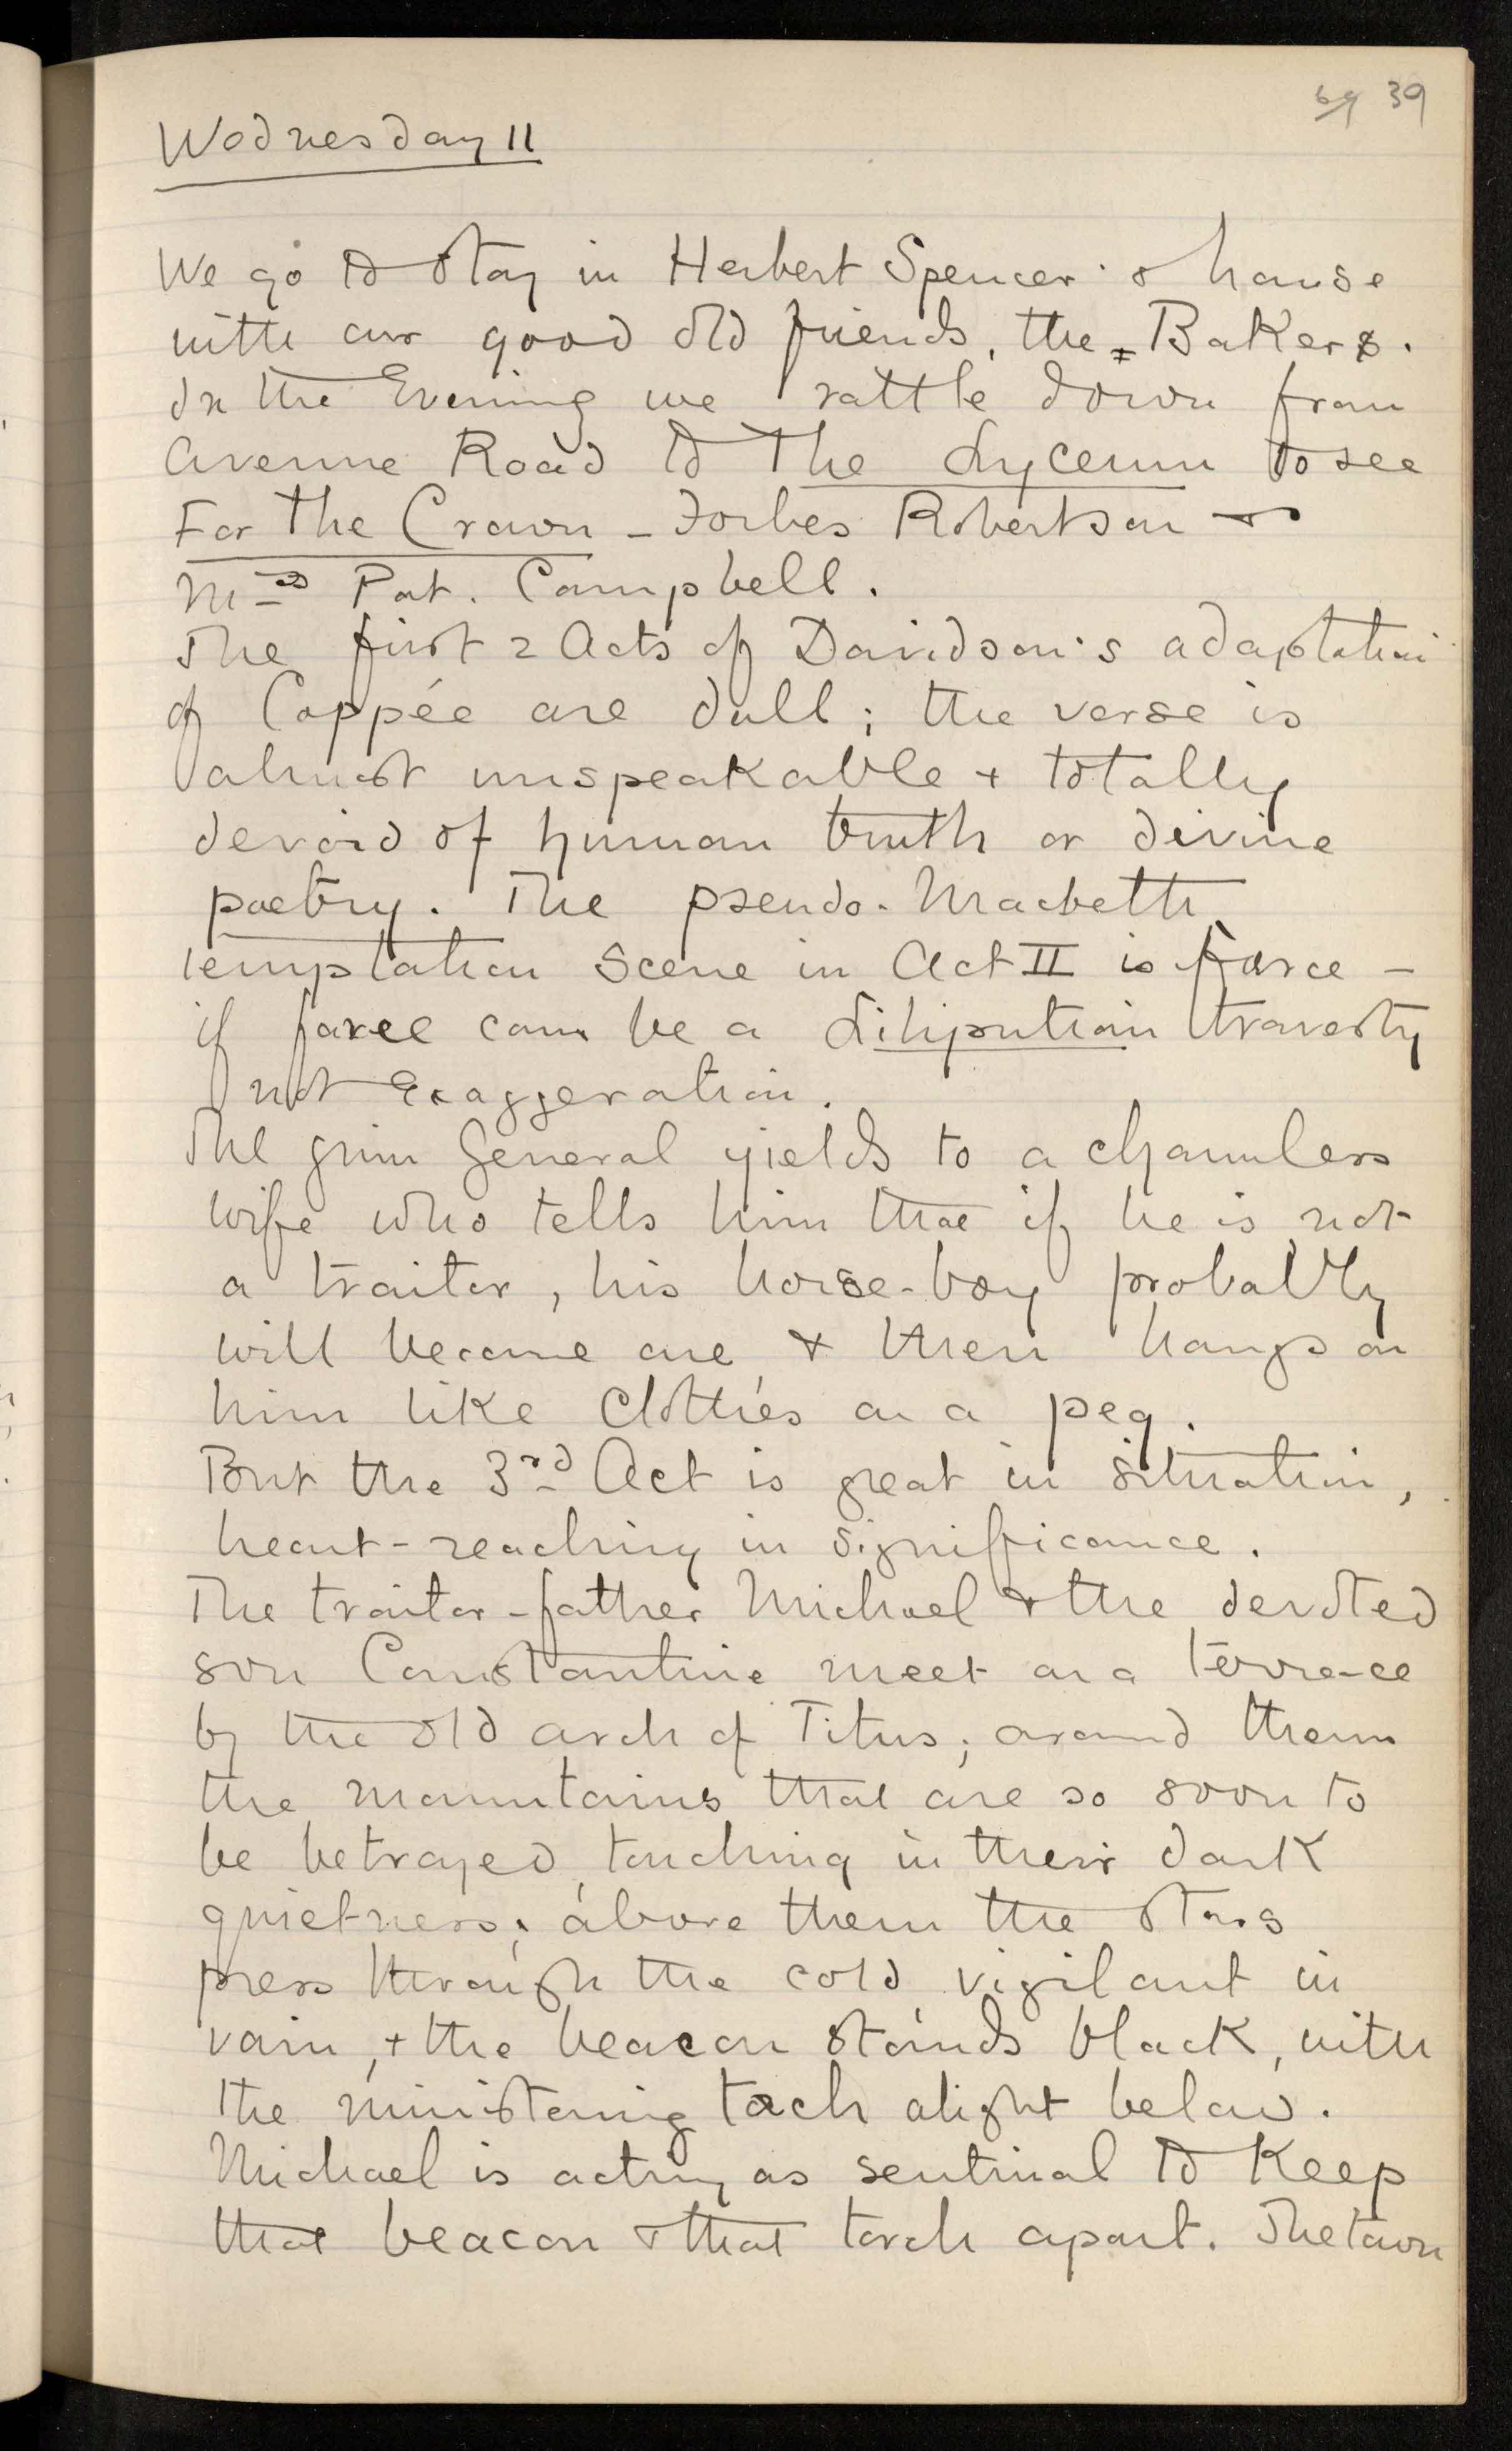 39
Wednesday 11
We go to stay in Herbert Spencer's house
with our good old friends, the Bakers.
In the Evening we rattle down from
Avenue Road to The Lyceum to see
For The Crown - Forbes Robertson &
Mrs Pat. Campbell.
The first 2 Acts of Davidson's adaptation
of Coppée are dull; the verse is
almost unspeakable & totally
devoid of human truth or divine
poetry. The pseudo-Macbeth
temptation scene in Act II is farce -
if farce can be a Liliputian travesty
not Exaggeration.
The grim General yields to a charmless
wife who tells him that if he is not
a traitor, his horse-boy probably
will become one & then hangs on
him like clothes on a peg.
But the 3rd Act is great in situation,
heart-reaching in significance.
The traitor-father Michael & the devoted
son Constantine meet on a terrace
by the old arch of Titus; around them
the mountains that are so soon to
be betrayed, touching in their dark
quietness; above them the stars
press through the cold, vigilant in
vain, & the beacon stands black, with
the ministering torch alight below.
Michael is acting as sentinal to keep
that beacon & that torch apart. The town